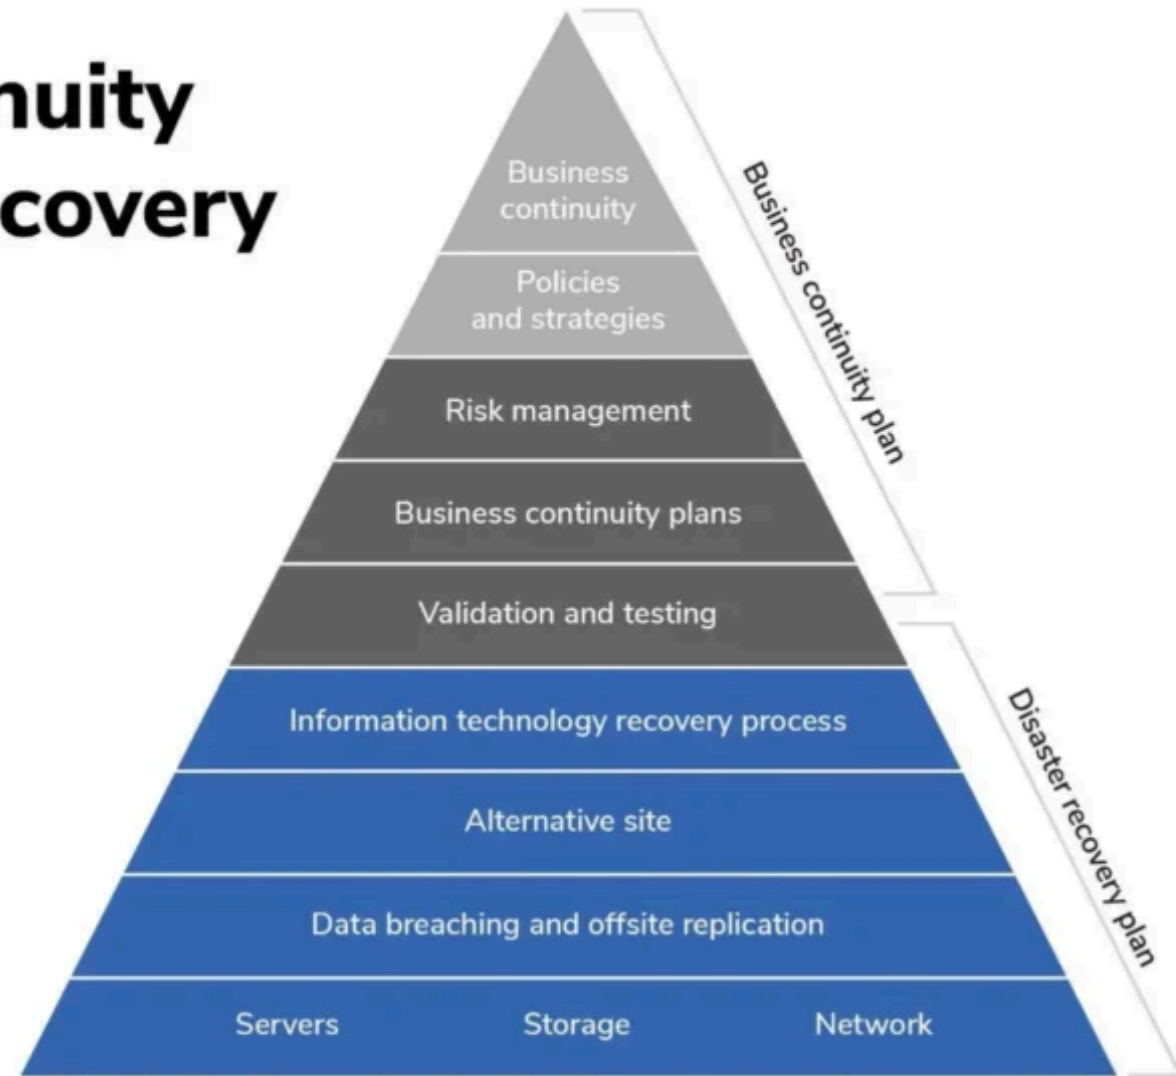 nuity
covery
Business
continuity
Policies
and strategies
Risk management
Business continuity plans
Validation and testing
Information technology recovery process
Alternative site
Data breaching and offsite replication
Servers Storage Network
Business continuity plan
Disaster recovery plan